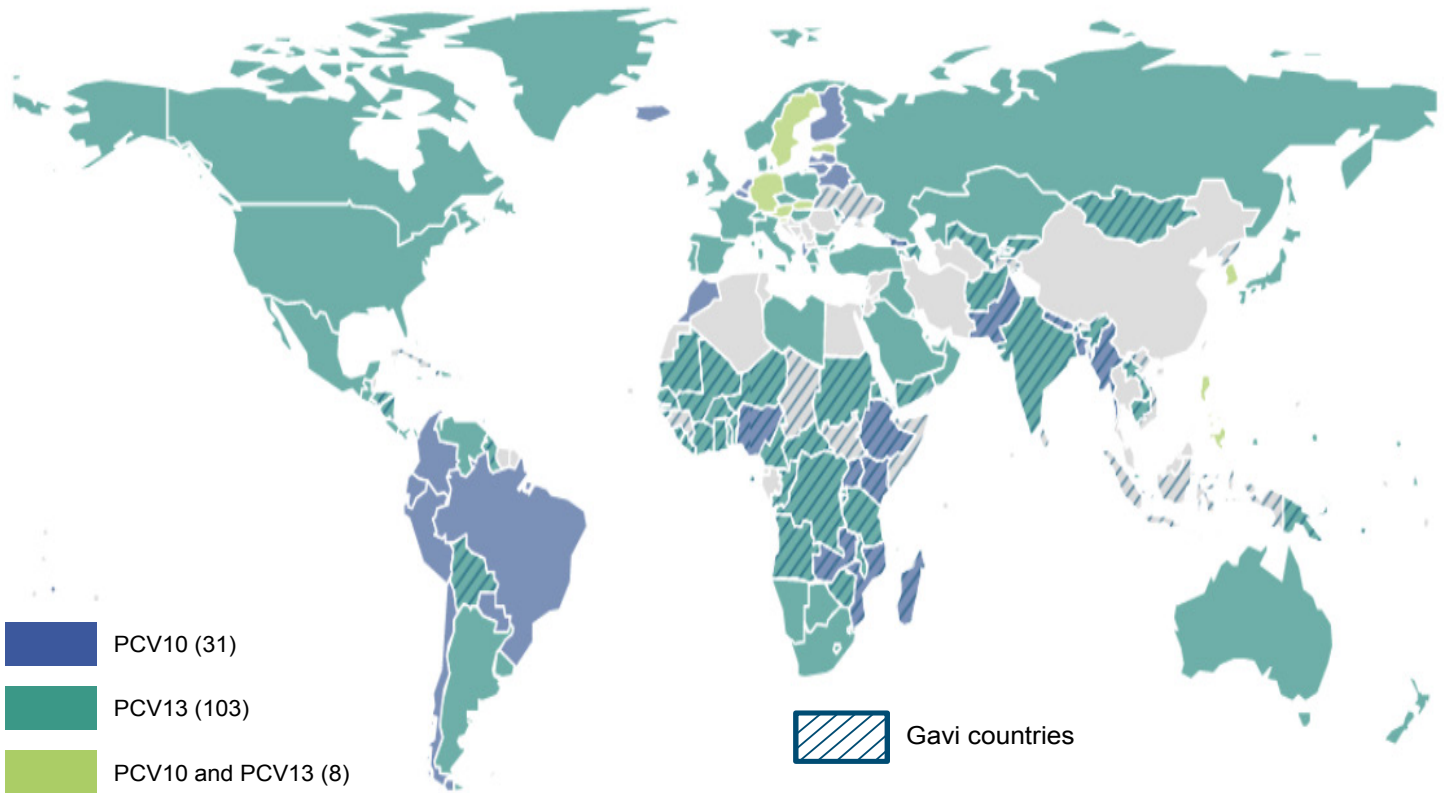 PCV10 (31)
PCV13 (103)
PCV10 and PCV13 (8)
Gavi countries